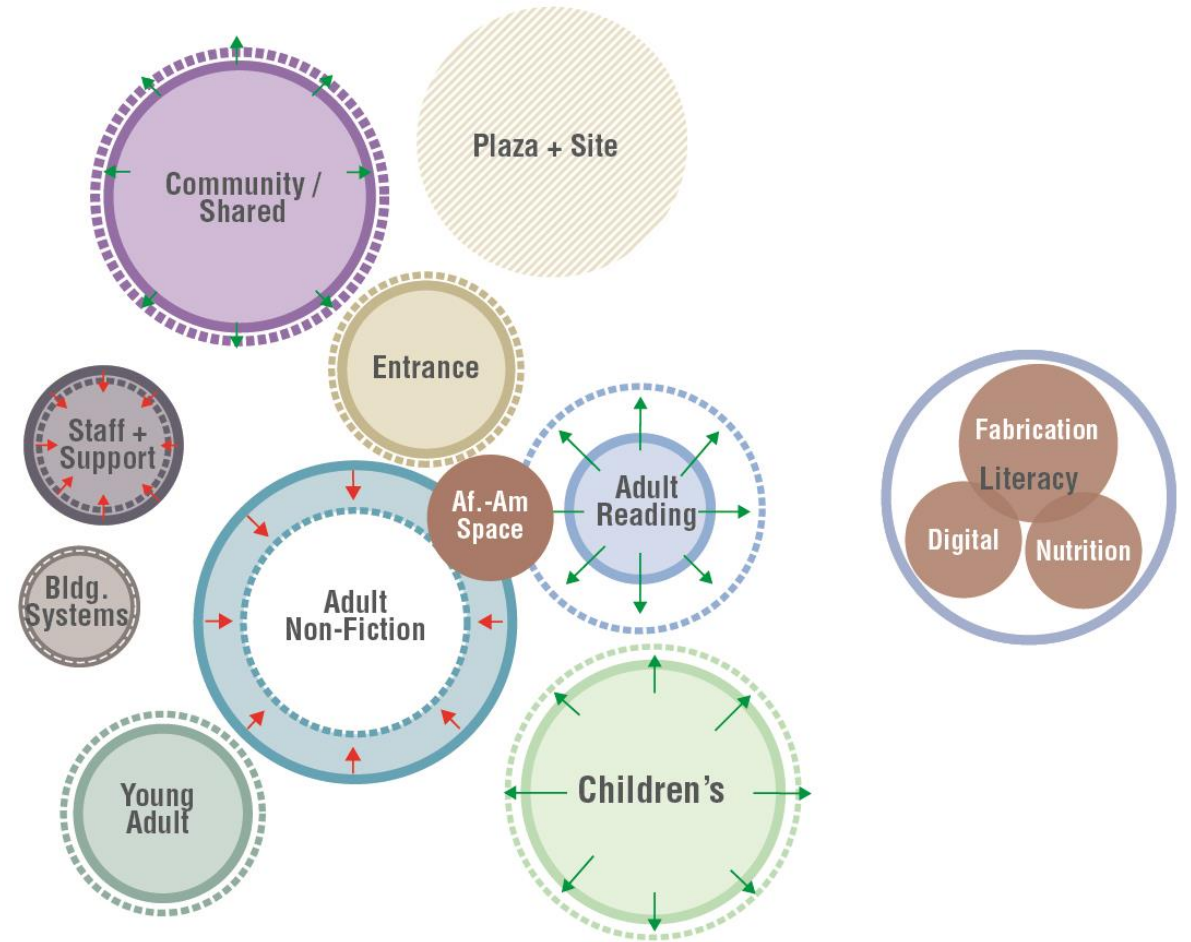 Plaza + Site
Community /
Shared
Entrance
Staff +
Support
Af.-Am
Space
Adult
Reading
Fabrication
Literacy
Digital
Nutrition
Bldg.
Systems
Adult
Non-Fiction
Young
Adult
Children’s